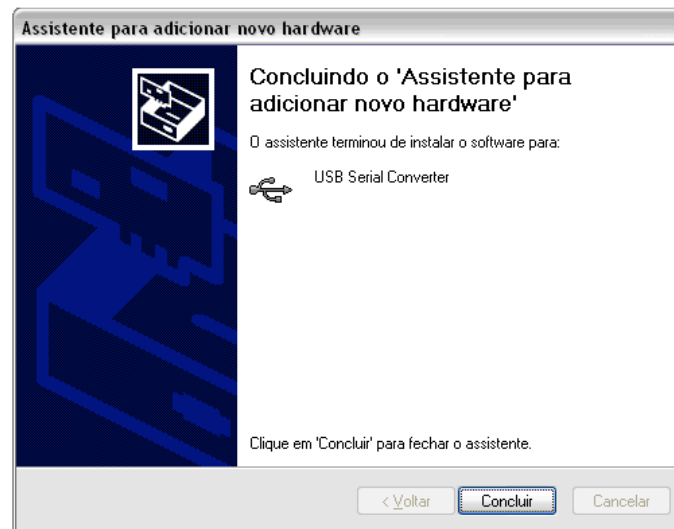 Assistente para adicionar novo hardware
Concluindo o 'Assistente para
adicionar novo hardware'
O assistente terminou de instalar o software para:
USB Serial Converter
Clique em 'Concluir' para fechar o assistente.
< Voltar
Concluir
Cancelar